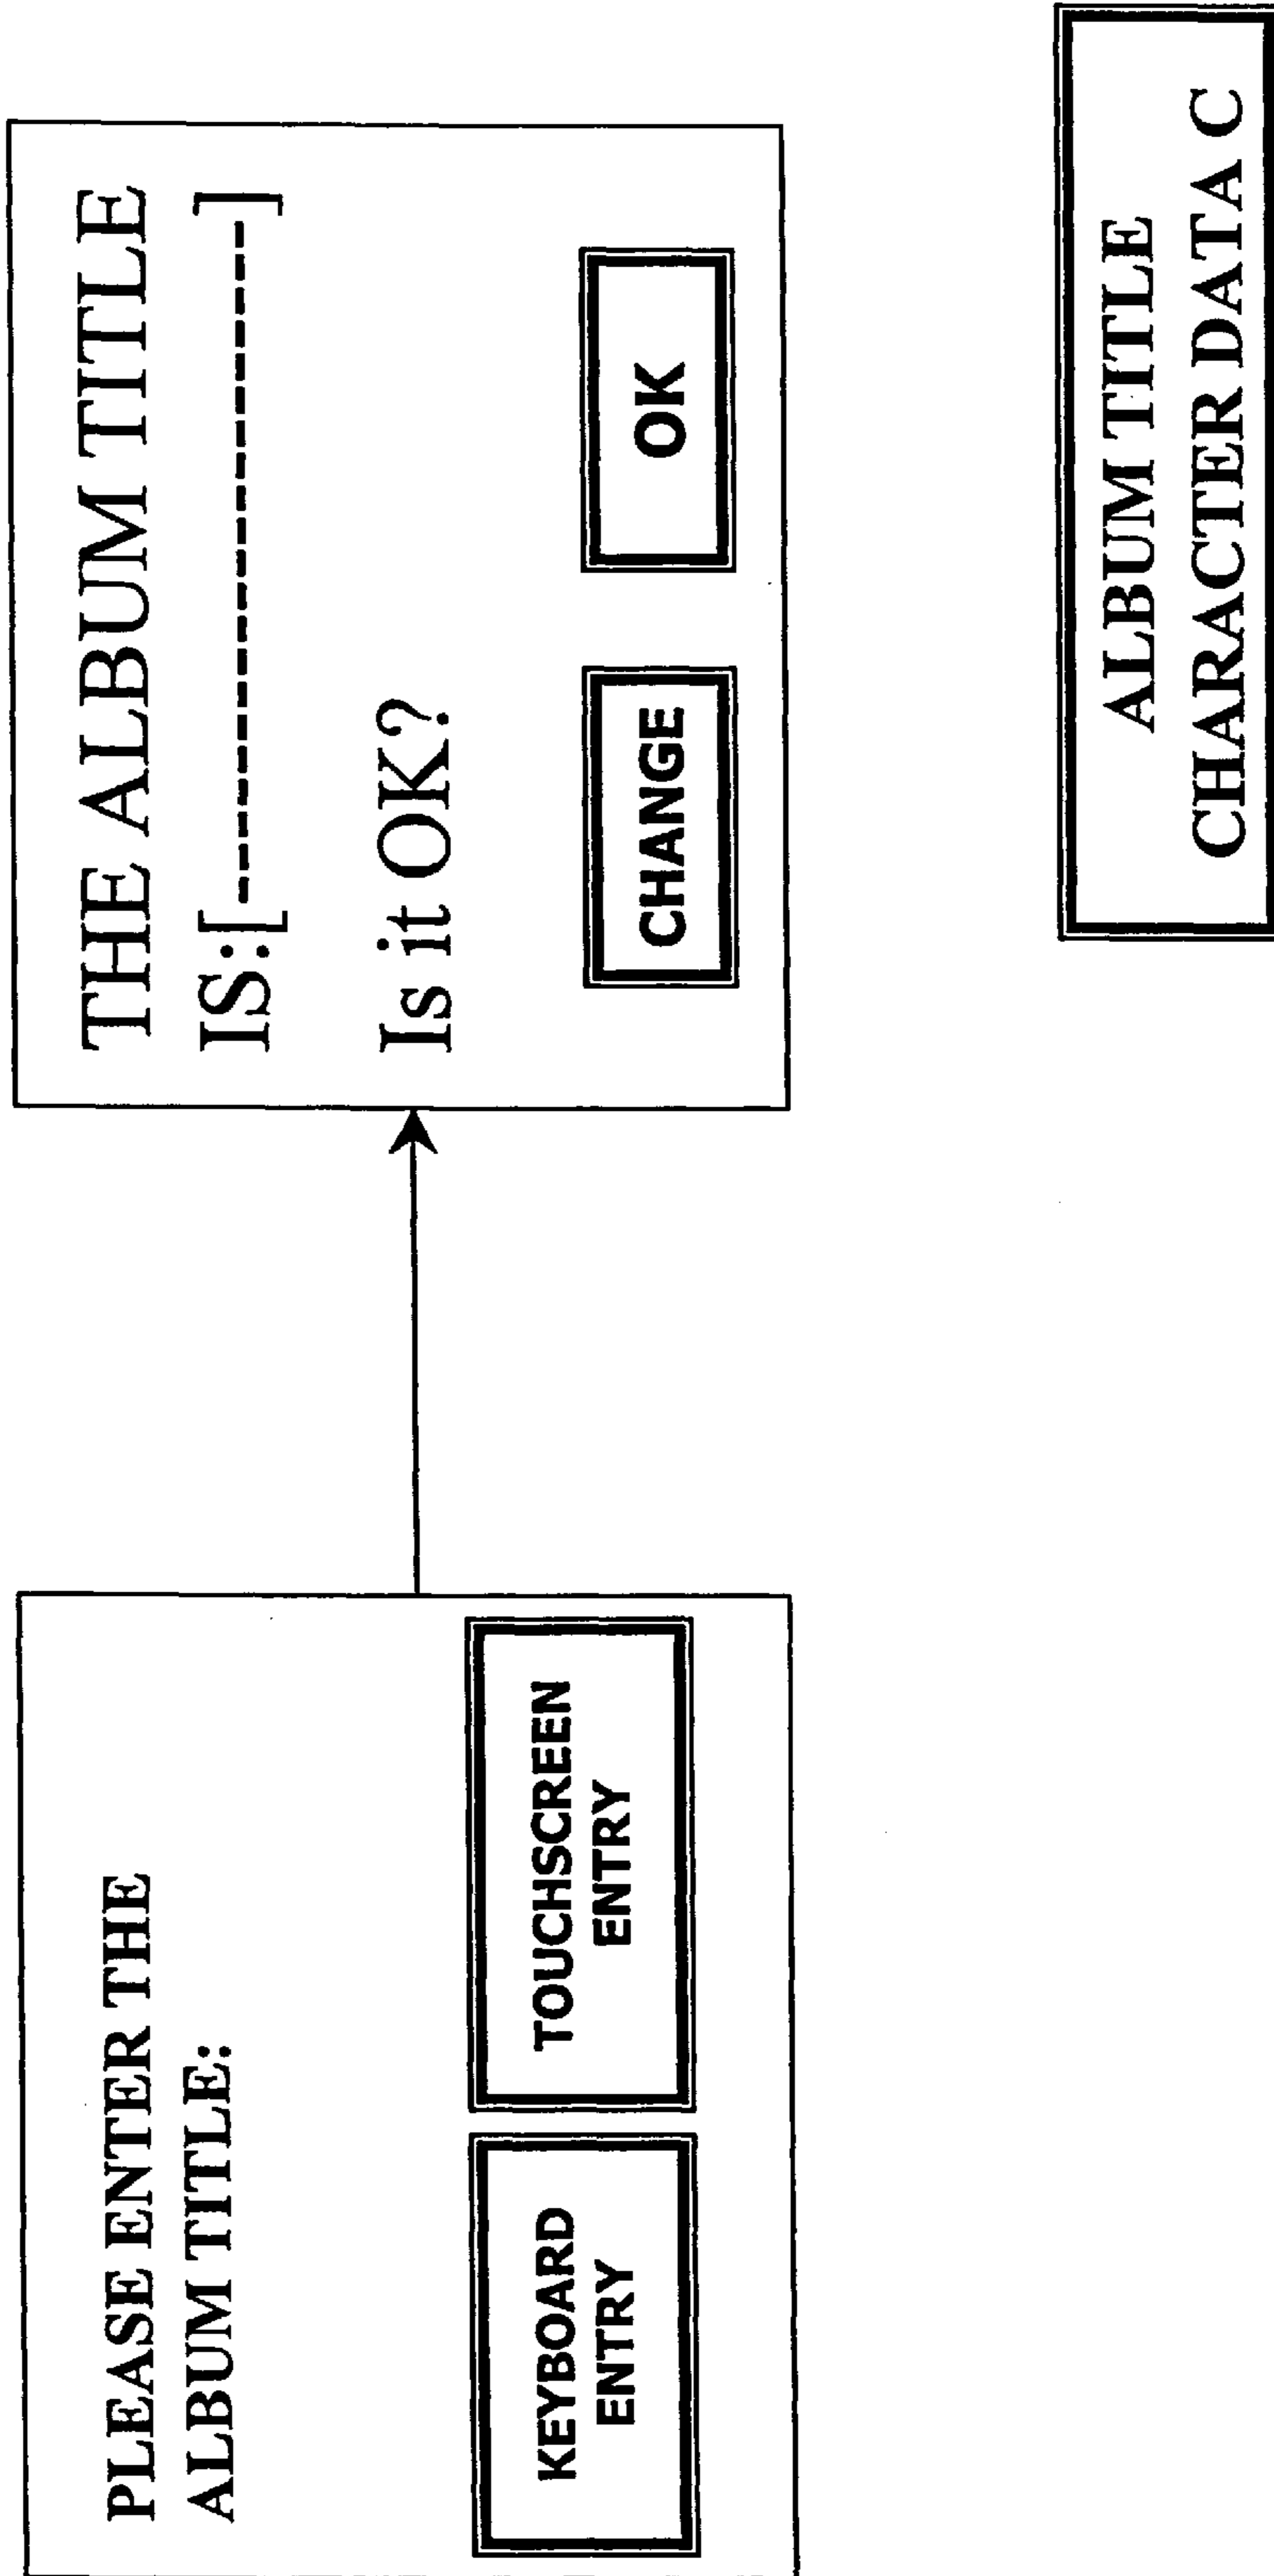 PLEASE ENTER THE
ALBUM TITLE:
KEYBOARD
ENTRY
TOUCHSCREEN
ENTRY
THE ALBUM TITLE
IS:[---------------------------]
Is it OK?
CHANGE
OK
ALBUM TITLE
CHARACTER DATA C